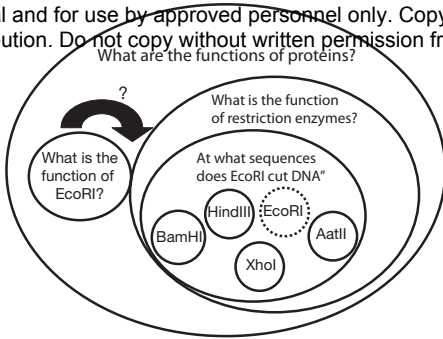 l and for use by approved personnel only. Copy
ution. Do not copy without written permission fr
What are the functions of proteins?
?
What is the function
of restriction enzymes?
What is the
function of
EcoRI?
At what sequences
does EcoRI cut DNA”
HindIII
EcoRI
BamHI
AatII
XhoI